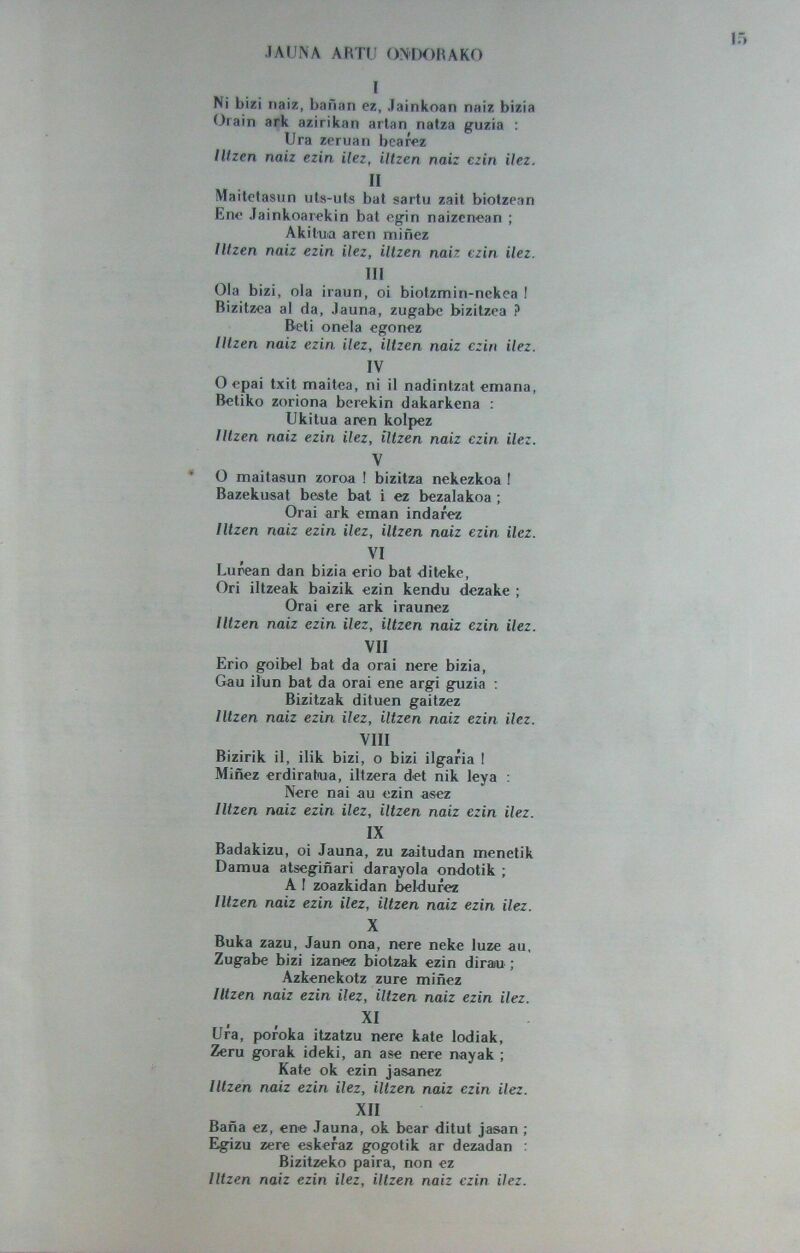 15
JAUNA ARTU ONDORAKO
I
Ni bizi naiz, bañan ez, Jainkoan naiz bizia
Orain ark azirikan artan natza guzia :
Ura zeruan beaŕez
Iltzen naiz ezin ilez, iltzen naiz ezin ilez.
II
Maitetasun uts-uts bat sartu zait biotzean
Ene Jainkoarekin bat egin naizenean ;
Akitua aren miñez
Iltzen naiz ezin ilez, iltzen naiz ezin ilez.
III
Ola bizi, ola iraun, oi biotzmin-nekea !
Bizitzea al da, Jauna, zugabe bizitzea ?
Beti onela egonez
Iltzen naiz ezin ilez, iltzen naiz ezin ilez.
IV
O epai txit maitea, ni il nadintzat emana,
Betiko zoriona berekin dakarkena :
Ukitua aren kolpez
Iltzen naiz ezin ilez, iltzen naiz ezin ilez.
V
O maitasun zoroa ! bizitza nekezkoa !
Bazekusat beste bat i ez bezalakoa ;
Orai ark eman indaŕez
Iltzen naiz ezin ilez, iltzen naiz ezin ilez.
VI
Luŕean dan bizia erio bat diteke,
Ori iltzeak baizik ezin kendu dezake ;
Orai ere ark iraunez
Iltzen naiz ezin ilez, iltzen naiz ezin ilez.
VII
Erio goibel bat da orai nere bizia,
Gau ilun bat da orai ene argi guzia :
Bizitzak dituen gaitzez
Iltzen naiz ezin ilez, iltzen naiz ezin ilez.
VIII
Bizirik il, ilik bizi, o bizi ilgaŕia !
Miñez erdiratua, iltzera det nik leya :
Nere nai au ezin asez
Iltzen naiz ezin ilez, iltzen naiz ezin ilez.
IX
Badakizu, oi Jauna, zu zaitudan menetik
Damua atsegiñari darayola ondotik ;
A ! zoazkidan belduŕez
Iltzen naiz ezin ilez, iltzen naiz ezin ilez.
X
Buka zazu, Jaun ona, nere neke luze au,
Zugabe bizi izanez biotzak ezin dirau ;
Azkenekotz zure miñez
Iltzen naiz ezin ilez, iltzen naiz ezin ilez.
XI
Uŕa, poŕoka itzatzu nere kate lodiak,
Zeru gorak ideki, an ase nere nayak ;
Kate ok ezin jasanez
Iltzen naiz ezin ilez, iltzen naiz ezin ilez.
XII
Baña ez, ene Jauna, ok bear ditut jasan ;
Egizu zere eskeŕaz gogotik ar dezadan :
Bizitzeko paira, non ez
Iltzen naiz ezin ilez, iltzen naiz ezin ilez.